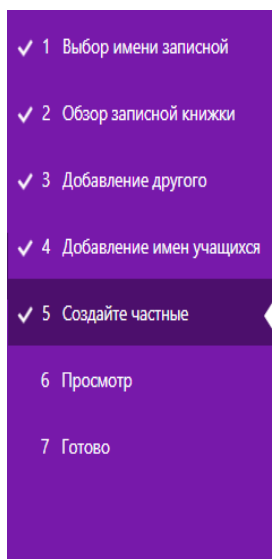 1 Выбор имени записной
2 Обзор записной книжки
3 Добавление другого
4 Добавление имен учащихся
5 Создайте частные
6 Просмотр
7 Готово